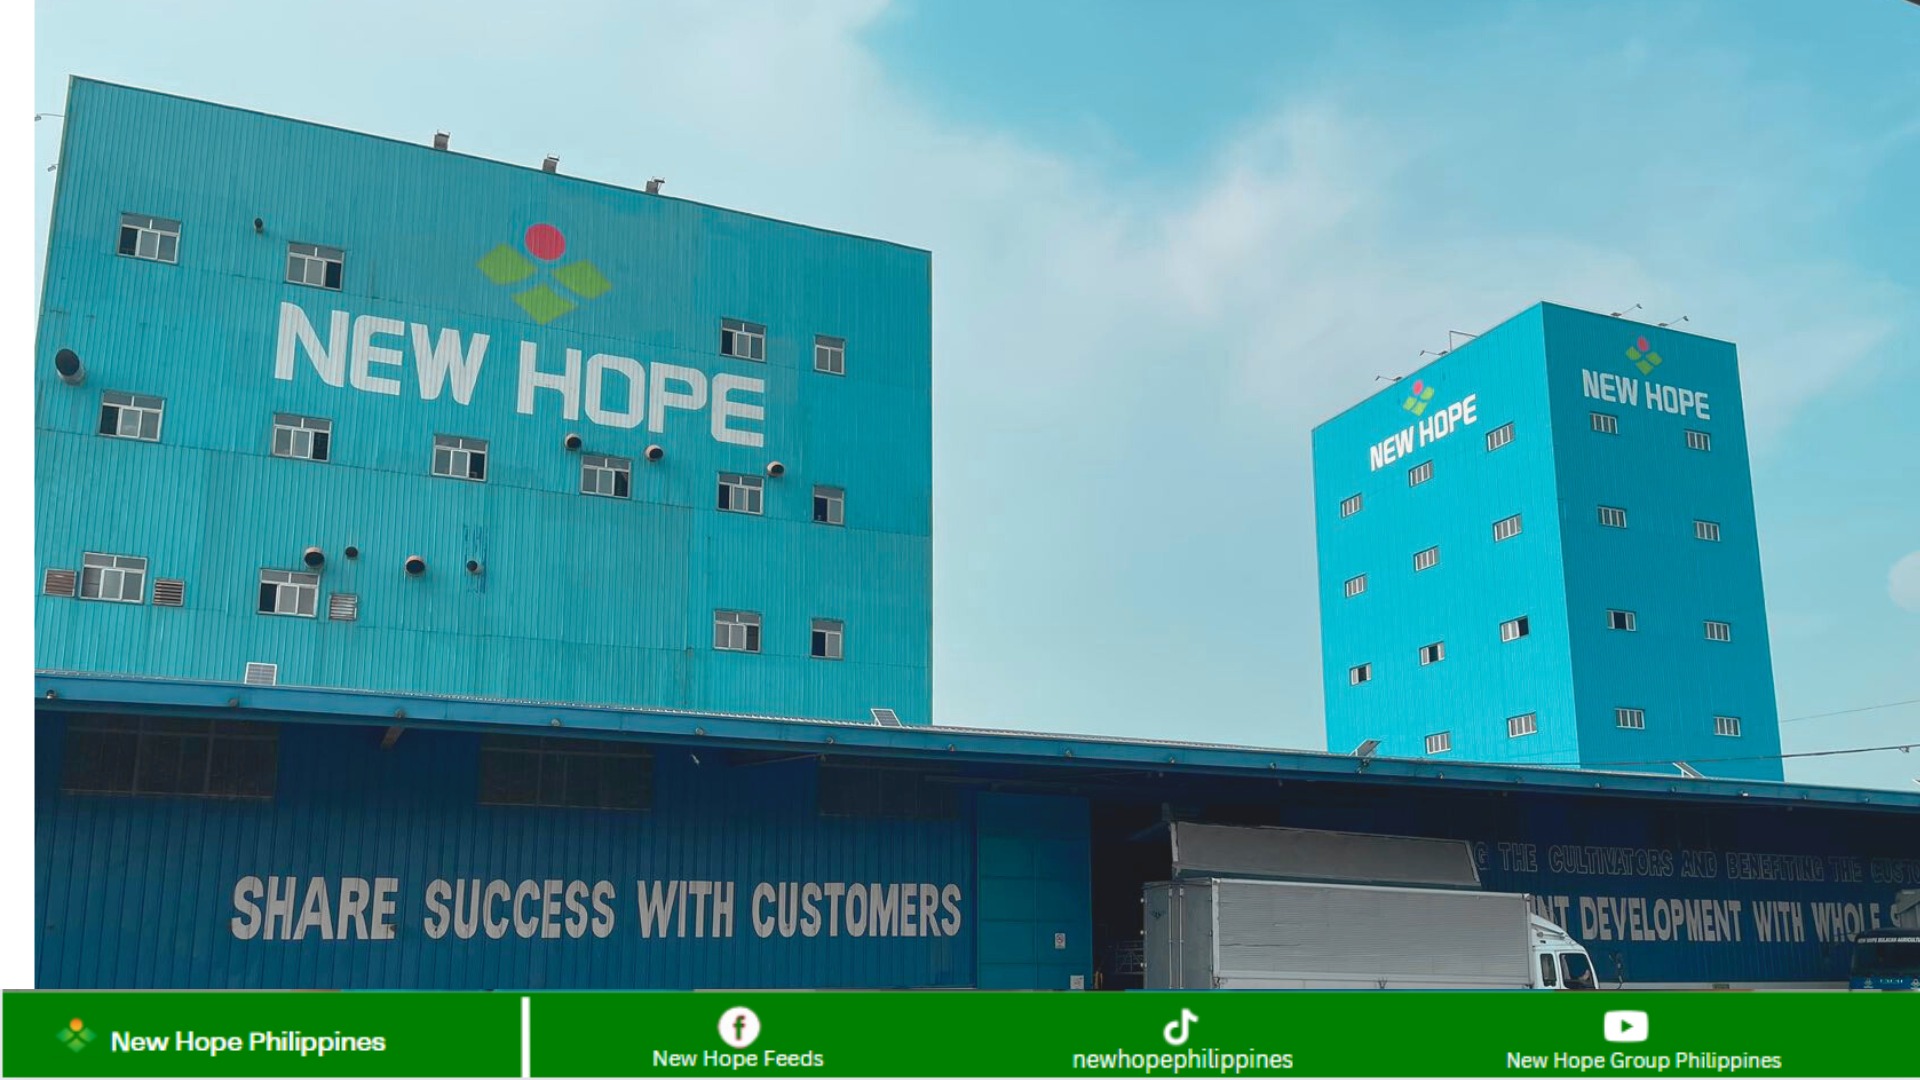 NEW HOPE
NEW HOPE
NEW HOPE
SHARE SUCCESS WITH CUSTOMERS
THE CULTIVATORS AND BENEFITING THE
DEVELOPMENT WITH WHOLE
New Hope Philippines
New Hope Feeds
newhopephilippines
New Hope Group Philippines